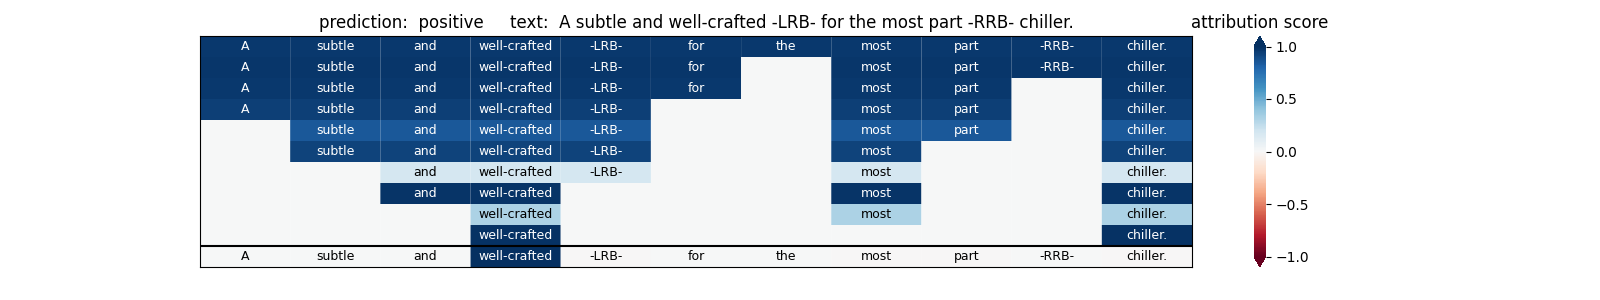 prediction:  positive     text:  A subtle and well-crafted -LRB- for the most part -RRB- chiller.
attribution score
A subtle and well-crafted -LRB- for the most part -RRB- chiller.
A subtle and well-crafted -LRB- for most part -RRB- chiller.
A subtle and well-crafted -LRB- for most part chiller.
A subtle and well-crafted -LRB- most part chiller.
subtle and well-crafted -LRB- most part chiller.
subtle and well-crafted -LRB- most chiller.
and well-crafted -LRB- most chiller.
and well-crafted most chiller.
well-crafted most chiller.
well-crafted chiller.
A subtle and well-crafted -LRB- for the most part -RRB- chiller.
1.0
0.5
0.0
−0.5
−1.0